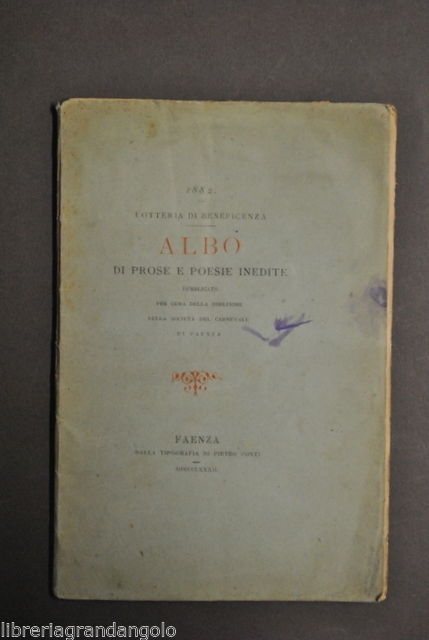 1882.
LOTTERIA DI BENEFICENZA
ALBO
DI PROSE E POESIE INEDITE
PUBBLICATO
PER CURA DELLA DIREZIONE
DELLA SOCIETÀ DEL CARNEVALE
DI FAENZA
FAENZA
DALLA TIPOGRAFIA DI PIETRO CONTI
MDCCCLXXXII.
libreriagrandangolo